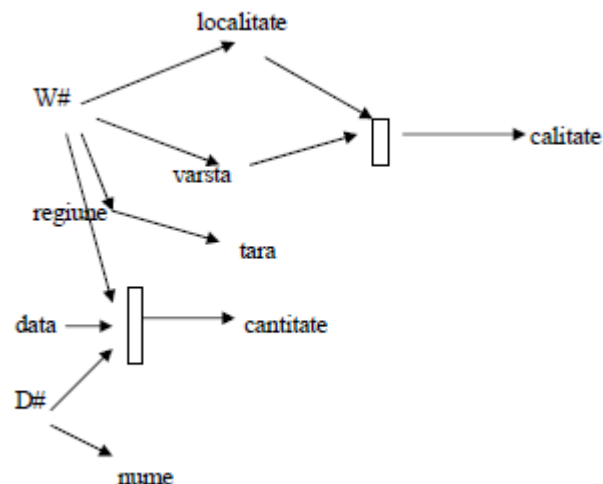 localitate
W#
calitate
varsta
regiune
tara
data
cantitate
D#
nume